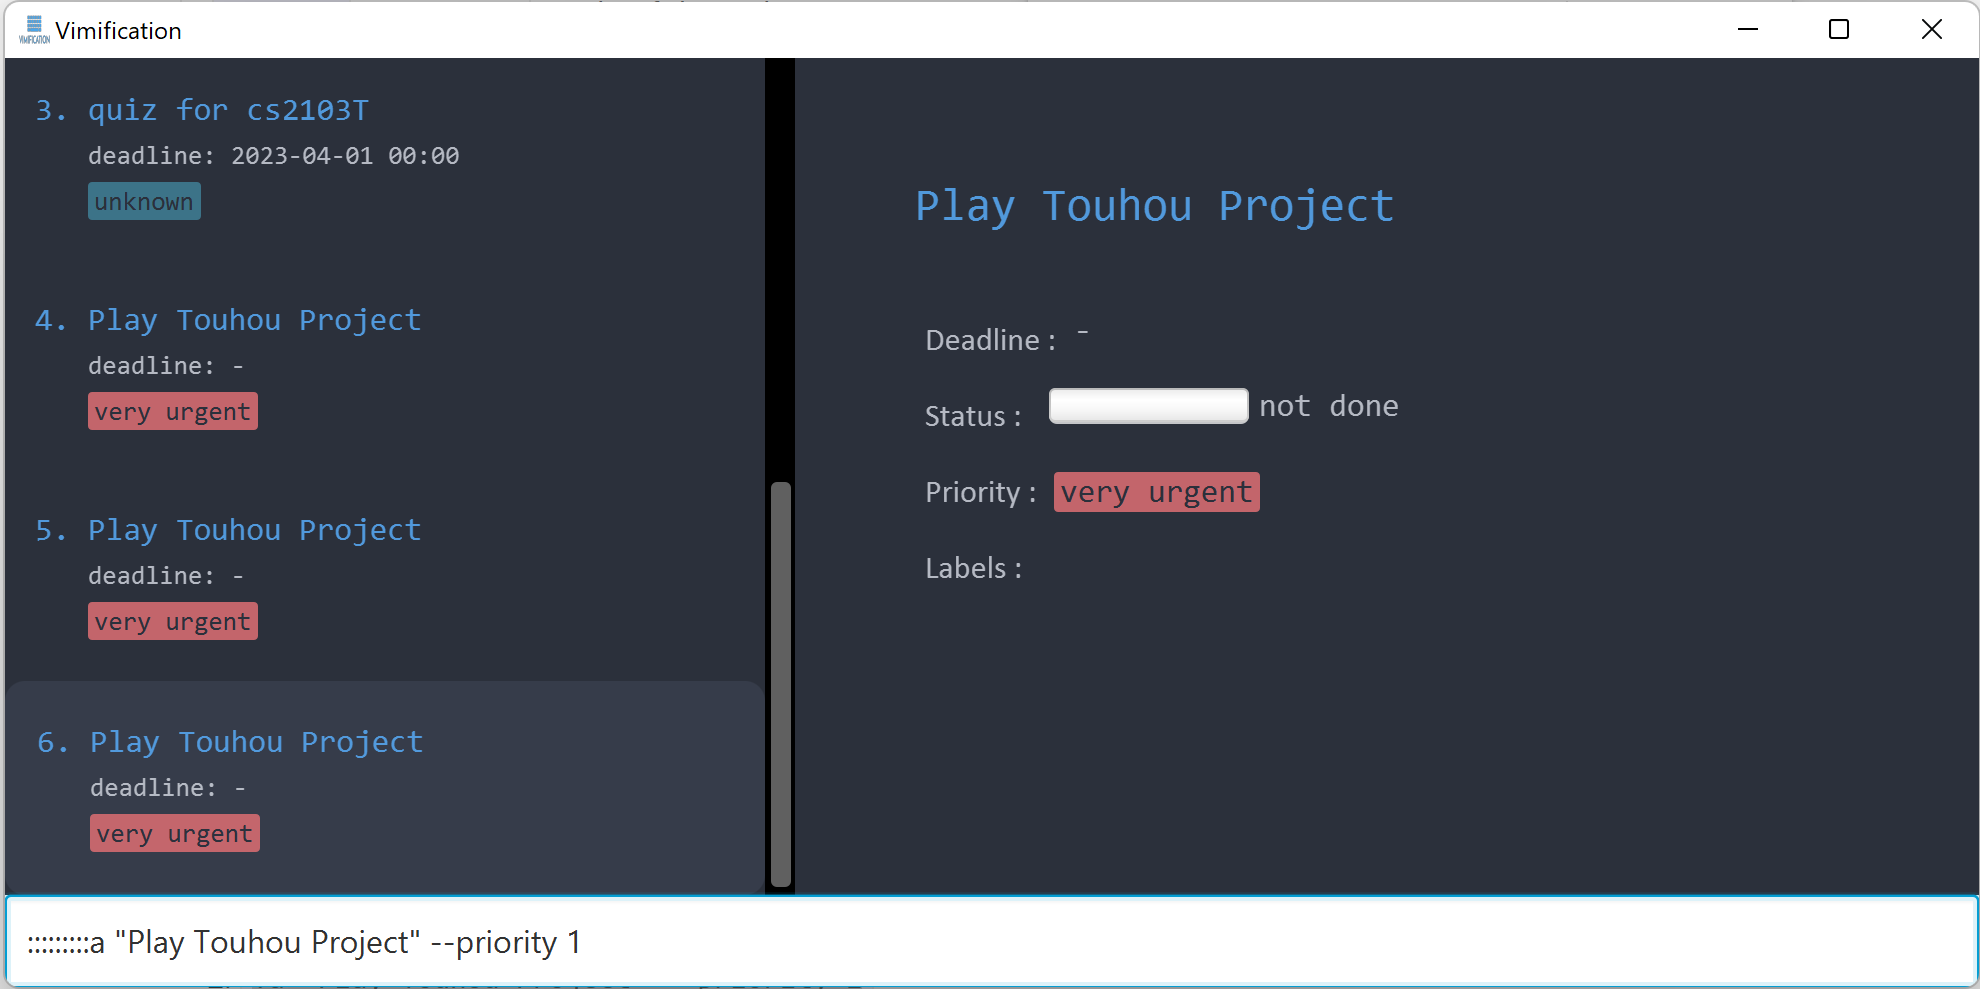 Vimification
3. quiz for cs2103T
deadline: 2023-04-01 00:00
unknown
4. Play Touhou Project
deadline: -
very urgent
5. Play Touhou Project
deadline: -
very urgent
6. Play Touhou Project
deadline: -
very urgent
Play Touhou Project
Deadline : -
Status : not done
Priority : very urgent
Labels :
:::::::::a "Play Touhou Project" --priority 1